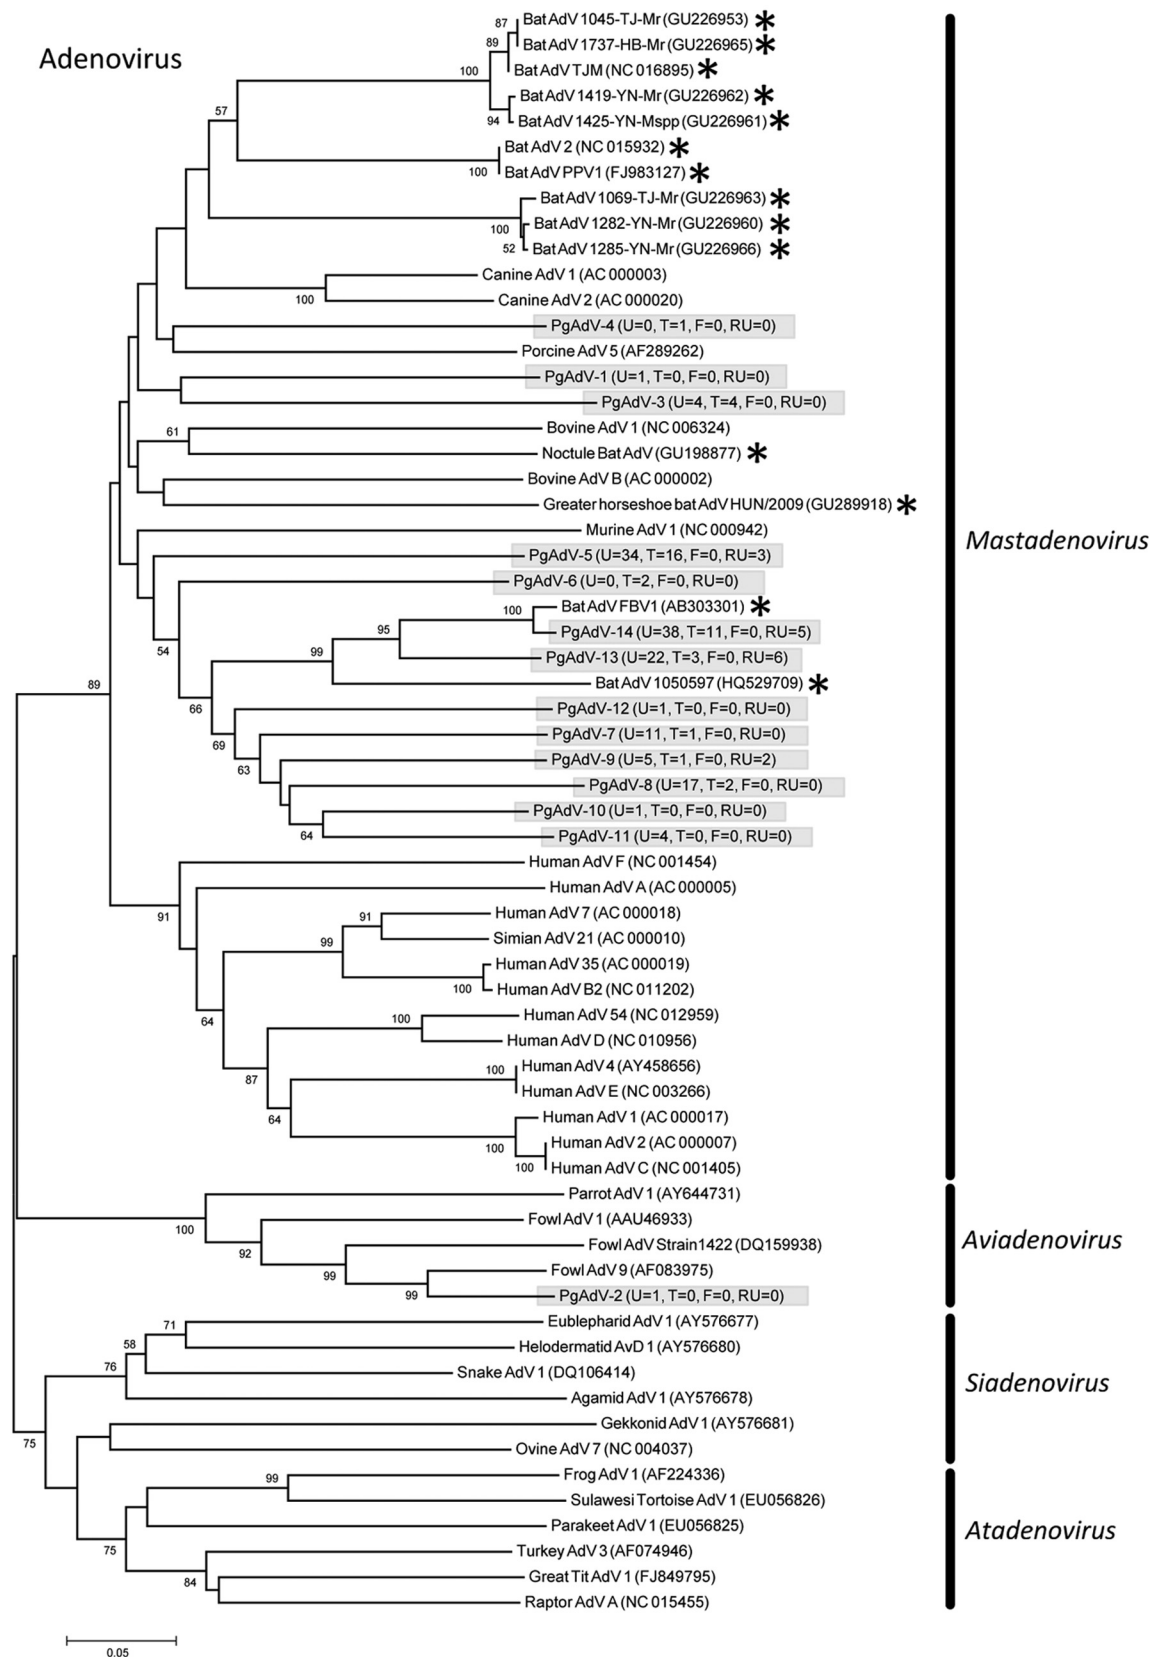 Adenovirus
87
Bat AdV 1045-TJ-Mr (GU226953) *
89
Bat AdV 1737-HB-Mr (GU226965) *
100
Bat AdV TJM (NC 016895) *
Bat AdV 1419-YN-Mr (GU226962) *
94
Bat AdV 1425-YN-Mspp (GU226961) *
57
Bat AdV 2 (NC 015932) *
100
Bat AdV PPV1 (FJ983127) *
Bat AdV 1069-TJ-Mr (GU226963) *
100
Bat AdV 1282-YN-Mr (GU226960) *
52
Bat AdV 1285-YN-Mr (GU226966) *
Canine AdV 1 (AC 000003)
100
Canine AdV 2 (AC 000020)
PgAdV-4 (U=0, T=1, F=0, RU=0)
Porcine AdV 5 (AF289262)
PgAdV-1 (U=1, T=0, F=0, RU=0)
PgAdV-3 (U=4, T=4, F=0, RU=0)
Bovine AdV 1 (NC 006324)
61
Noctule Bat AdV (GU198877) *
Bovine AdV B (AC 000002)
Greater horseshoe bat AdV HUN/2009 (GU289918) *
Murine AdV 1 (NC 000942)
Mastadenovirus
PgAdV-5 (U=34, T=16, F=0, RU=3)
PgAdV-6 (U=0, T=2, F=0, RU=0)
100
Bat AdV FBV1 (AB303301) *
95
PgAdV-14 (U=38, T=11, F=0, RU=5)
54
99
PgAdV-13 (U=22, T=3, F=0, RU=6)
89
Bat AdV 1050597 (HQ529709) *
66
PgAdV-12 (U=1, T=0, F=0, RU=0)
69
PgAdV-7 (U=11, T=1, F=0, RU=0)
63
PgAdV-9 (U=5, T=1, F=0, RU=2)
PgAdV-8 (U=17, T=2, F=0, RU=0)
PgAdV-10 (U=1, T=0, F=0, RU=0)
64
PgAdV-11 (U=4, T=0, F=0, RU=0)
Human AdV F (NC 001454)
Human AdV A (AC 000005)
91
91
Human AdV 7 (AC 000018)
99
Simian AdV 21 (AC 000010)
Human AdV 35 (AC 000019)
100
Human AdV B2 (NC 011202)
64
100
Human AdV 54 (NC 012959)
Human AdV D (NC 010956)
87
100
Human AdV 4 (AY458656)
Human AdV E (NC 003266)
64
Human AdV 1 (AC 000017)
100
Human AdV 2 (AC 000007)
100
Human AdV C (NC 001405)
Parrot AdV 1 (AY644731)
100
Fowl AdV 1 (AAU46933)
92
Aviadenovirus
Fowl AdV Strain1422 (DQ159938)
99
Fowl AdV 9 (AF083975)
99
PgAdV-2 (U=1, T=0, F=0, RU=0)
Eublepharid AdV 1 (AY576677)
71
Helodermatid AvD 1 (AY576680)
58
76
Snake AdV 1 (DQ106414)
Siadenovirus
Agamid AdV 1 (AY576678)
Gekkonid AdV 1 (AY576681)
75
Ovine AdV 7 (NC 004037)
Frog AdV 1 (AF224336)
99
Sulawesi Tortoise AdV 1 (EU056826)
Parakeet AdV 1 (EU056825)
Atadenovirus
75
Turkey AdV 3 (AF074946)
84
Great Tit AdV 1 (FJ849795)
Raptor AdV A (NC 015455)
0.05